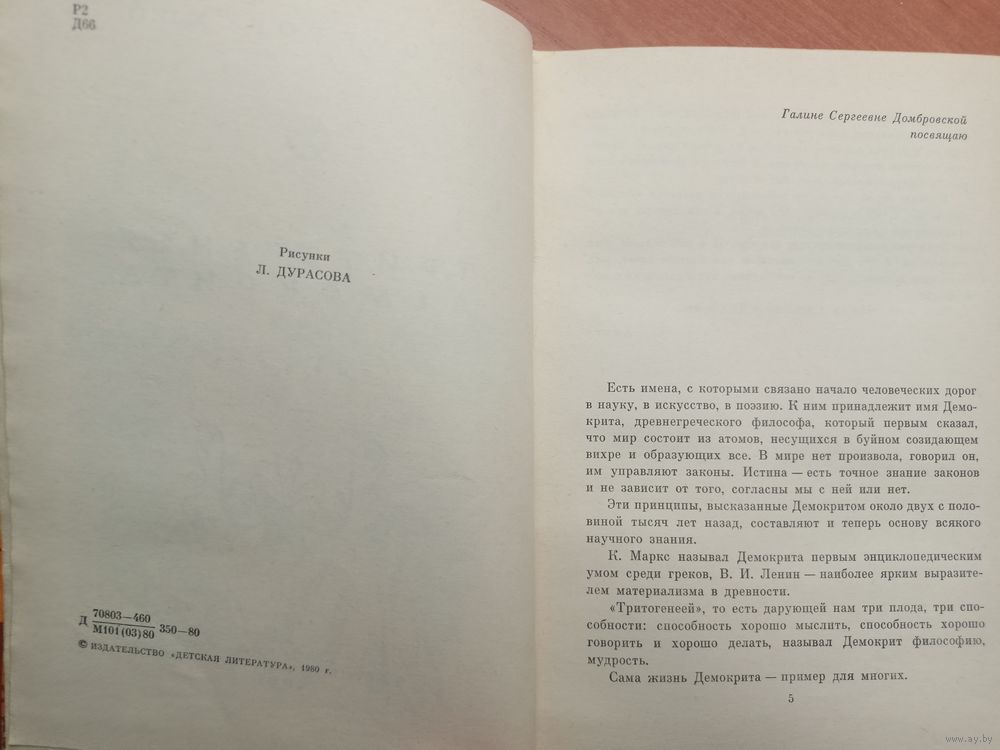 Р2
Д66
Рисунки
Л. ДУРАСОВА
Д 70803—460
М101(03)80 350—80
© ИЗДАТЕЛЬСТВО «ДЕТСКАЯ ЛИТЕРАТУРА», 1980 г.
Галине Сергеевне Домбровской
посвящаю
Есть имена, с которыми связано начало человеческих дорог
в науку, в искусство, в поэзию. К ним принадлежит имя Демо-
крита, древнегреческого философа, который первым сказал,
что мир состоит из атомов, несущихся в буйном созидающем
вихре и образующих все. В мире нет произвола, говорил он,
им управляют законы. Истина — есть точное знание законов
и не зависит от того, согласны мы с ней или нет.
Эти принципы, высказанные Демокритом около двух с поло-
виной тысяч лет назад, составляют и теперь основу всякого
научного знания.
К. Маркс называл Демокрита первым энциклопедическим
умом среди греков, В. И. Ленин — наиболее ярким выразите-
лем материализма в древности.
«Тритогенеей», то есть дарующей нам три плода, три спо-
собности: способность хорошо мыслить, способность хорошо
говорить и хорошо делать, называл Демокрит философию,
мудрость.
Сама жизнь Демокрита — пример для многих.
5
www.ay.by